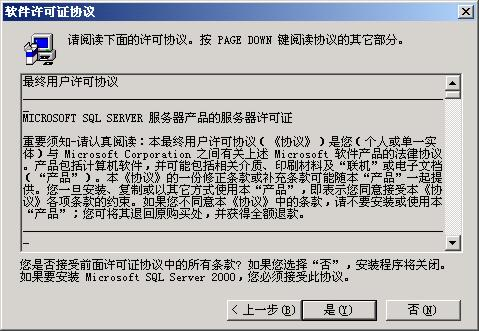 软件许可证协议
请阅读下面的许可协议。按 PAGE DOWN 键阅读协议的其它部分。
最终用户许可协议
MICROSOFT SQL SERVER 服务器产品的服务器许可证
重要须知-请认真阅读：本最终用户许可协议(《协议》)是您(个人或单一实
体)与 Microsoft Corporation 之间有关上述 Microsoft 软件产品的法律协议
。产品包括计算机软件，并可能包括相关介质、印刷材料及“联机”或电子文档
(“产品”)。本《协议》的一份修正条款或补充条款可能随本“产品”一起提
供。您一旦安装、复制或以其它方式使用本“产品”，即表示您同意接受本《协
议》各项条款的约束。如果您不同意本《协议》中的条款，请不要安装或使用本
“产品”；您可将其退回原购买处，并获得全额退款。
您是否接受前面许可证协议中的所有条款? 如果您选择“否”，安装程序将关闭。
如果要安装 Microsoft SQL Server 2000，您必须接受此协议。
< 上一步(B) 是(Y) 否(N)